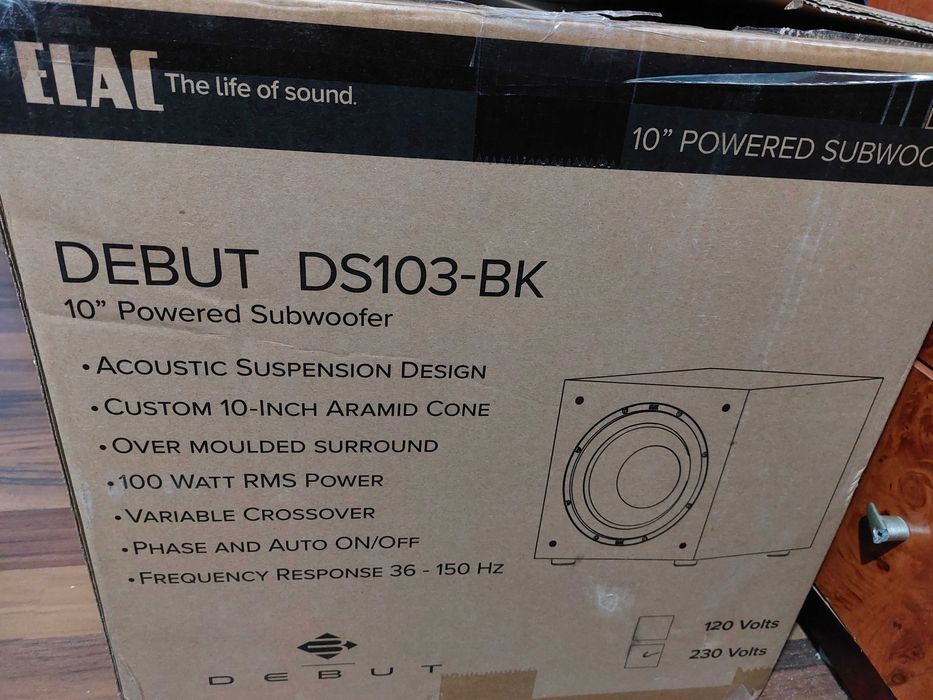 ELAC The life of sound.
10” POWERED SUBWOO
DEBUT DS103-BK
10” Powered Subwoofer
• ACOUSTIC SUSPENSION DESIGN
• CUSTOM 10-INCH ARAMID CONE
• OVER MOULDED SURROUND
• 100 WATT RMS POWER
• VARIABLE CROSSOVER
• PHASE AND AUTO ON/OFF
• FREQUENCY RESPONSE 36 - 150 HZ
120 Volts
230 Volts
DEBUT